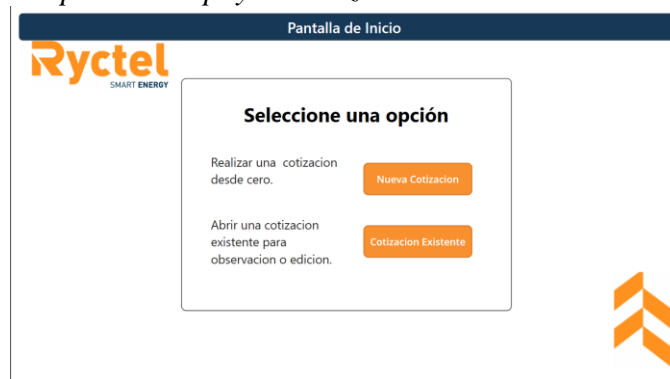 Pantalla de Inicio
Ryctel
SMART ENERGY
Seleccione una opción
Realizar una cotizacion
desde cero.
Nueva Cotizacion
Abrir una cotizacion
existente para
observacion o edicion.
Cotizacion Existente